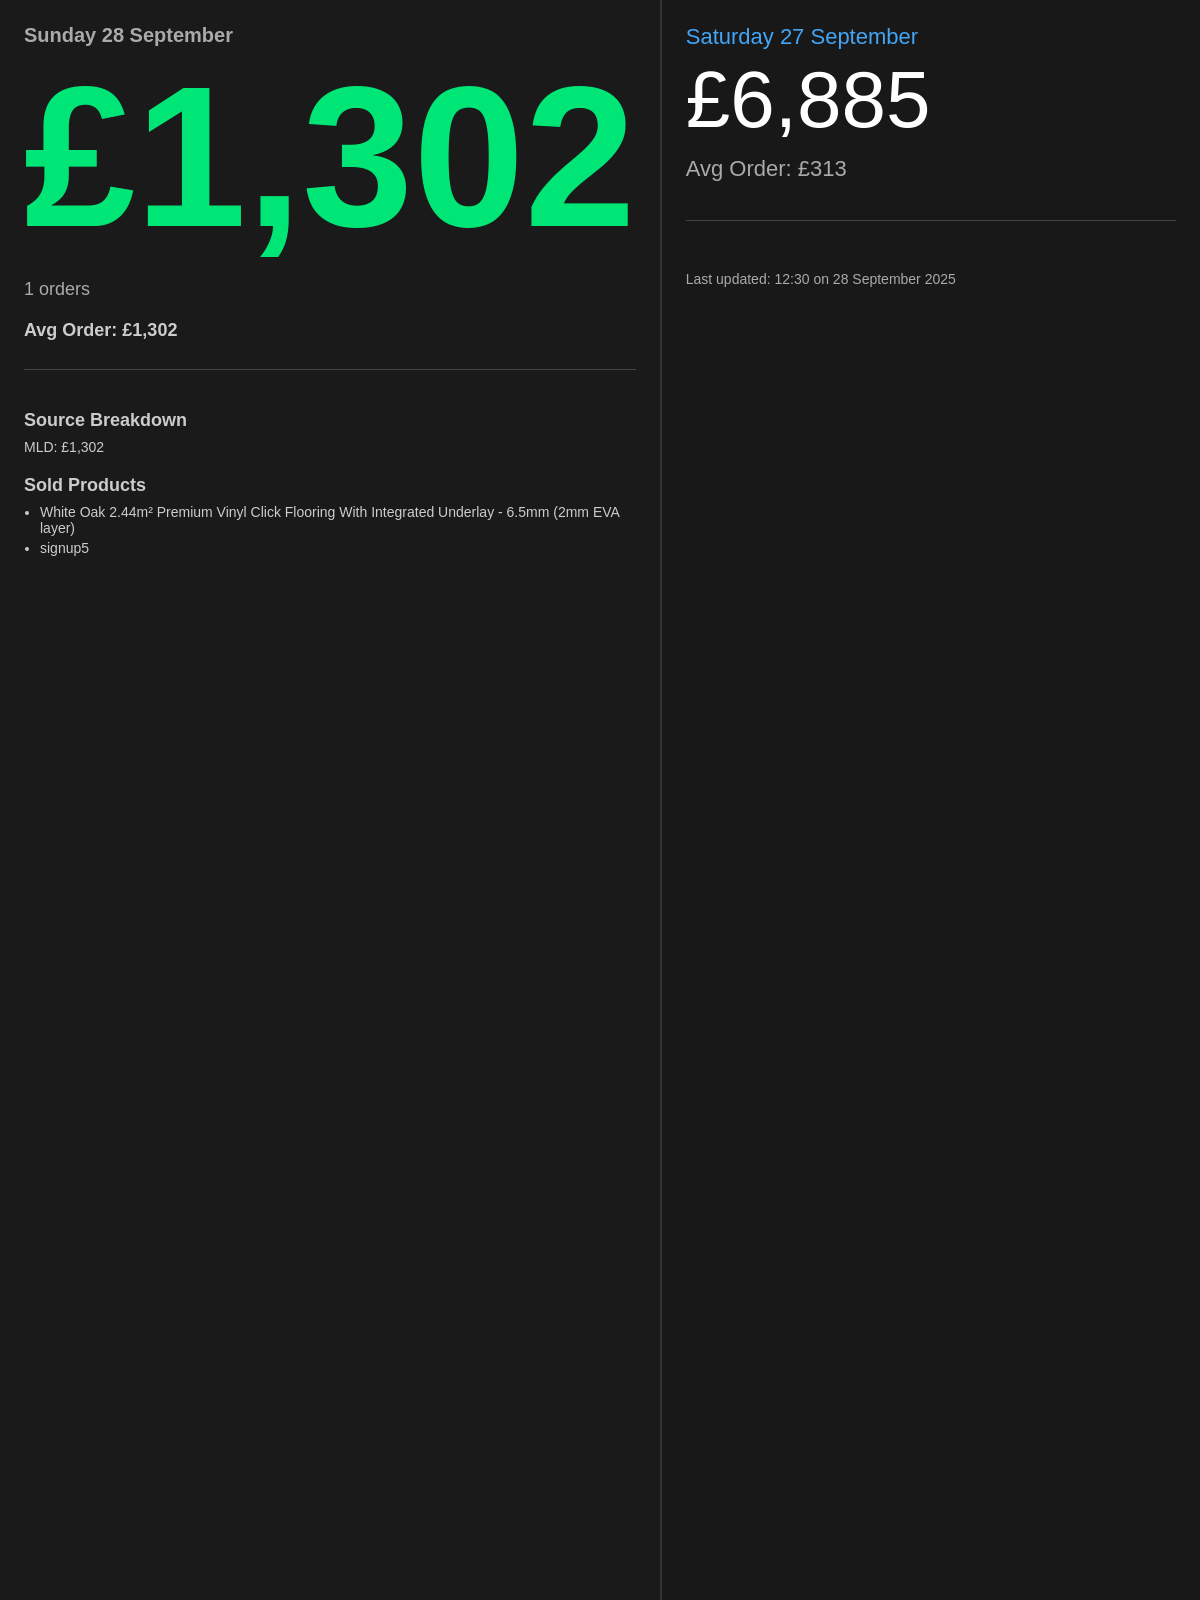 Sunday 28 September
£1,302
1 orders
Avg Order: £1,302
Source Breakdown
MLD: £1,302
Sold Products
• White Oak 2.44m² Premium Vinyl Click Flooring With Integrated Underlay - 6.5mm (2mm EVA
layer)
• signup5
Saturday 27 September
£6,885
Avg Order: £313
Last updated: 12:30 on 28 September 2025